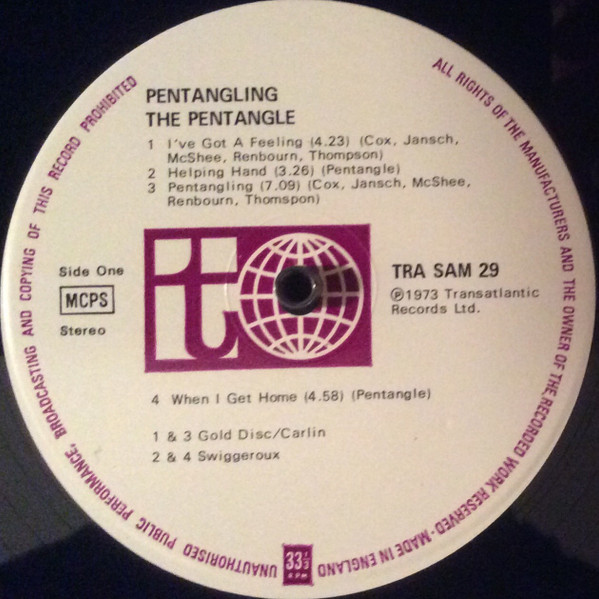 PENTANGLING
THE PENTANGLE
1 I've Got A Feeling (4.23) (Cox, Jansch,
McShee, Renbourn, Thompson)
2 Helping Hand (3.26) (Pentangle)
3 Pentangling (7.09) (Cox, Jansch, McShee,
Renbourn, Thomspon)
Side One
MCPS
Stereo
it
TRA SAM 29
℗1973 Transatlantic
Records Ltd.
4 When I Get Home (4.58) (Pentangle)
1 & 3 Gold Disc/Carlin
2 & 4 Swiggeroux
ALL RIGHTS OF THE MANUFACTURERS AND THE OWNER OF THE RECORDED WORK RESERVED-MADE IN ENGLAND
33 1/3 RPM
UNAUTHORISED PUBLIC PERFORMANCE, BROADCASTING AND COPYING OF THIS RECORD PROHIBITED